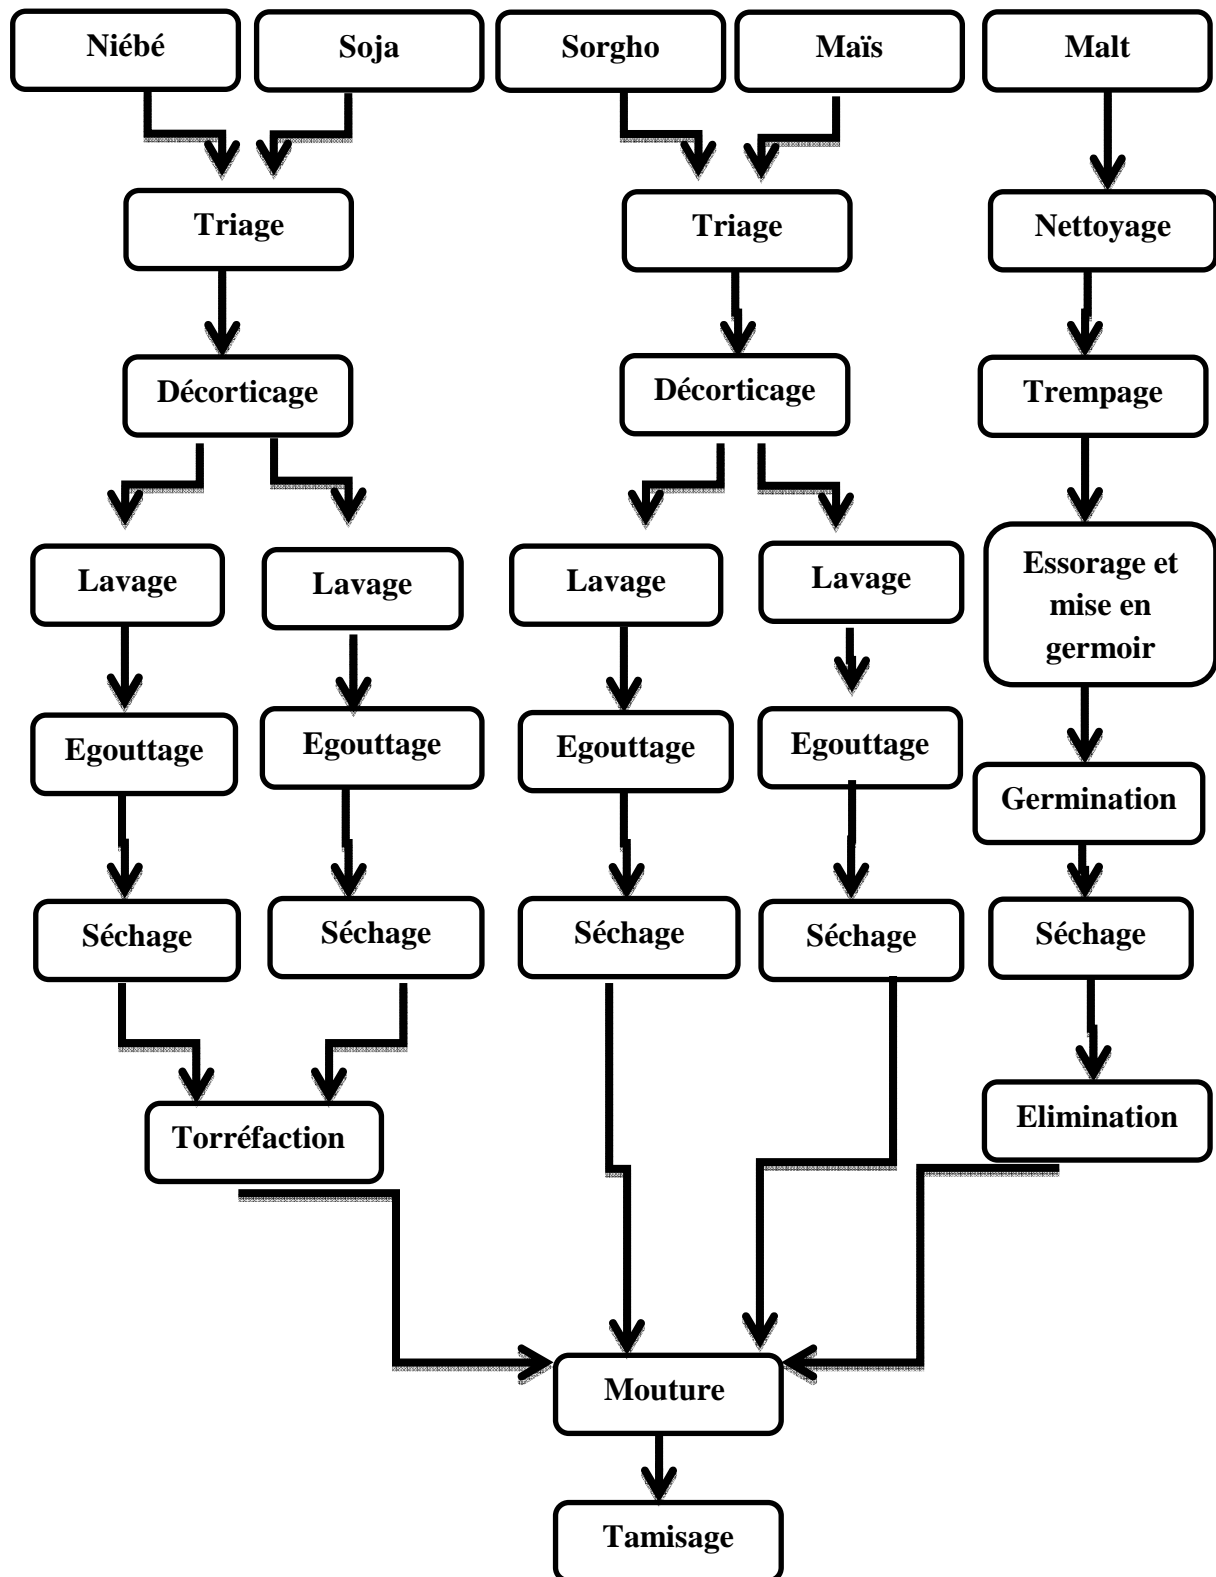 Niébé
Soja
Sorgho
Maïs
Malt
Triage
Triage
Nettoyage
Décorticage
Décorticage
Trempage
Lavage
Lavage
Lavage
Lavage
Essorage et
mise en
germoir
Egouttage
Egouttage
Egouttage
Egouttage
Germination
Séchage
Séchage
Séchage
Séchage
Séchage
Torréfaction
Elimination
Mouture
Tamisage